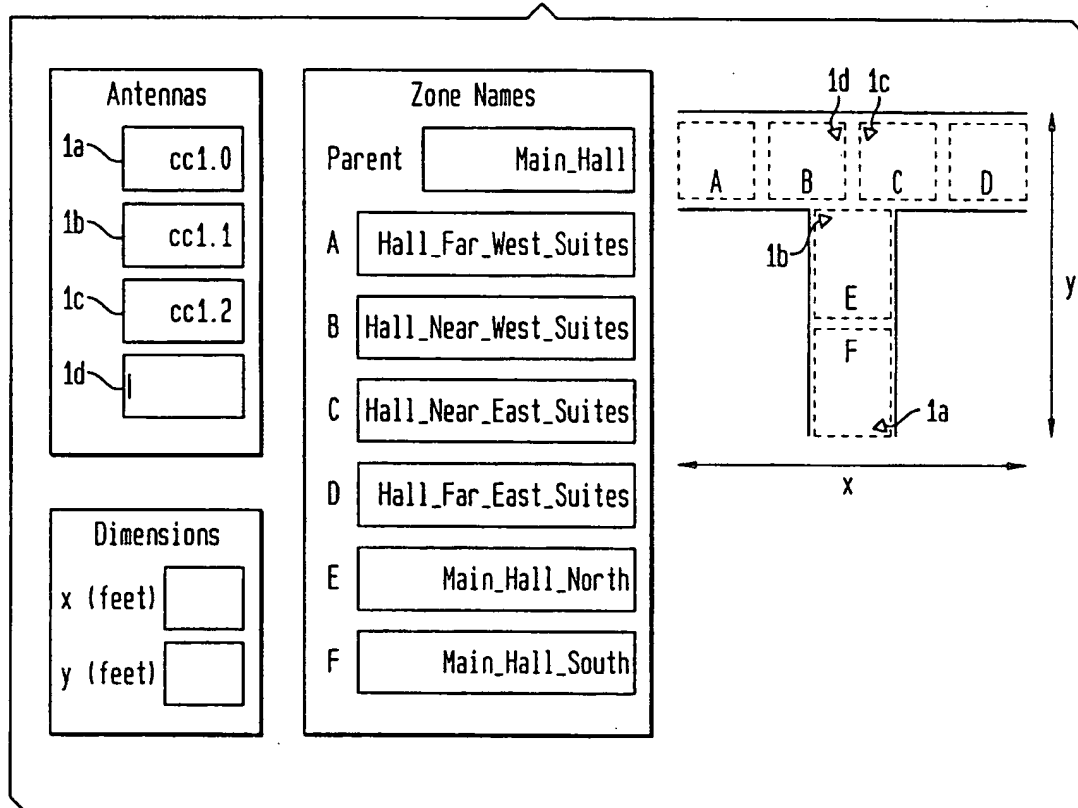 Antennas
1a cc1.0
1b cc1.1
1c cc1.2
1d
Dimensions
x (feet)
y (feet)
Zone Names
Parent Main_Hall
A Hall_Far_West_Suites
B Hall_Near_West_Suites
C Hall_Near_East_Suites
D Hall_Far_East_Suites
E Main_Hall_North
F Main_Hall_South
1d 1c
A B C D
1b
E
F
1a
y
x